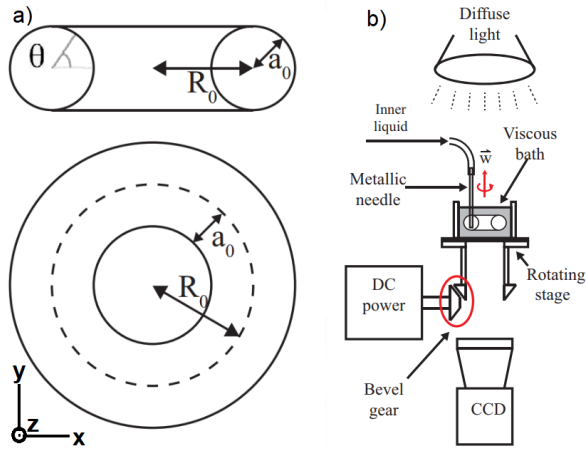 a)
θ
R0
a0
a0
R0
y
z
x
b)
Diffuse
light
Inner
liquid
w
Viscous
bath
Metallic
needle
Rotating
stage
DC
power
Bevel
gear
CCD